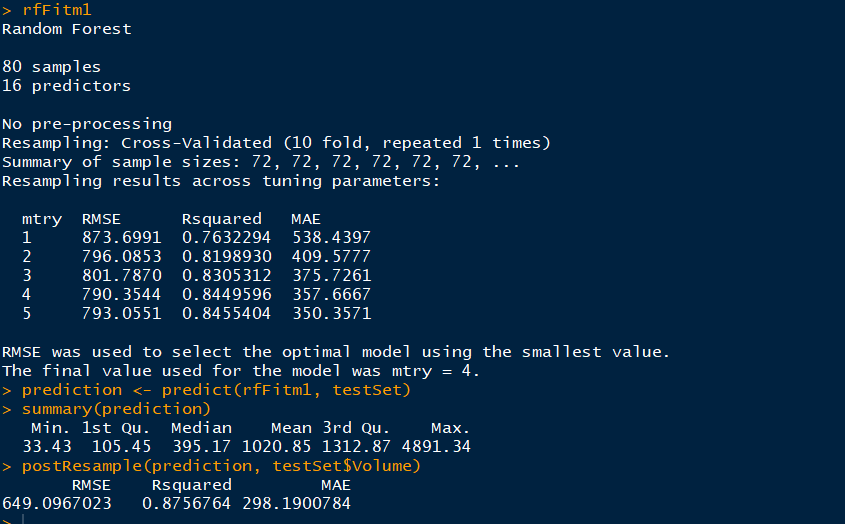 > rfFitm1
Random Forest
80 samples
16 predictors
No pre-processing
Resampling: Cross-Validated (10 fold, repeated 1 times)
Summary of sample sizes: 72, 72, 72, 72, 72, 72, ...
Resampling results across tuning parameters:
mtry RMSE Rsquared MAE
1 873.6991 0.7632294 538.4397
2 796.0853 0.8198930 409.5777
3 801.7870 0.8305312 375.7261
4 790.3544 0.8449596 357.6667
5 793.0551 0.8455404 350.3571
RMSE was used to select the optimal model using the smallest value.
The final value used for the model was mtry = 4.
> prediction <- predict(rfFitm1, testSet)
> summary(prediction)
Min. 1st Qu. Median Mean 3rd Qu. Max.
33.43 105.45 395.17 1020.85 1312.87 4891.34
> postResample(prediction, testSet$Volume)
RMSE Rsquared MAE
649.0967023 0.8756764 298.1900784
>